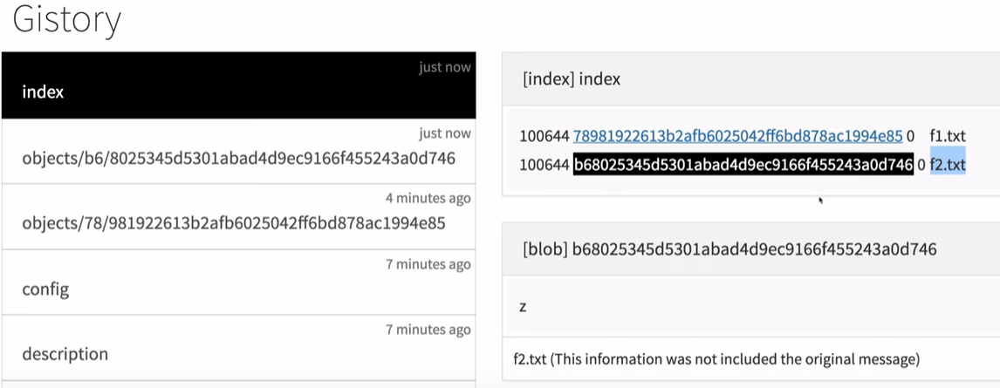 Gistory
just now
index
just now
objects/b6/8025345d5301abad4d9ec9166f455243a0d746
4 minutes ago
objects/78/981922613b2afb6025042ff6bd878ac1994e85
7 minutes ago
config
7 minutes ago
description
[index] index
100644 78981922613b2afb6025042ff6bd878ac1994e85 0 f1.txt
100644 b68025345d5301abad4d9ec9166f455243a0d746 0 f2.txt
[blob] b68025345d5301abad4d9ec9166f455243a0d746
z
f2.txt (This information was not included the original message)